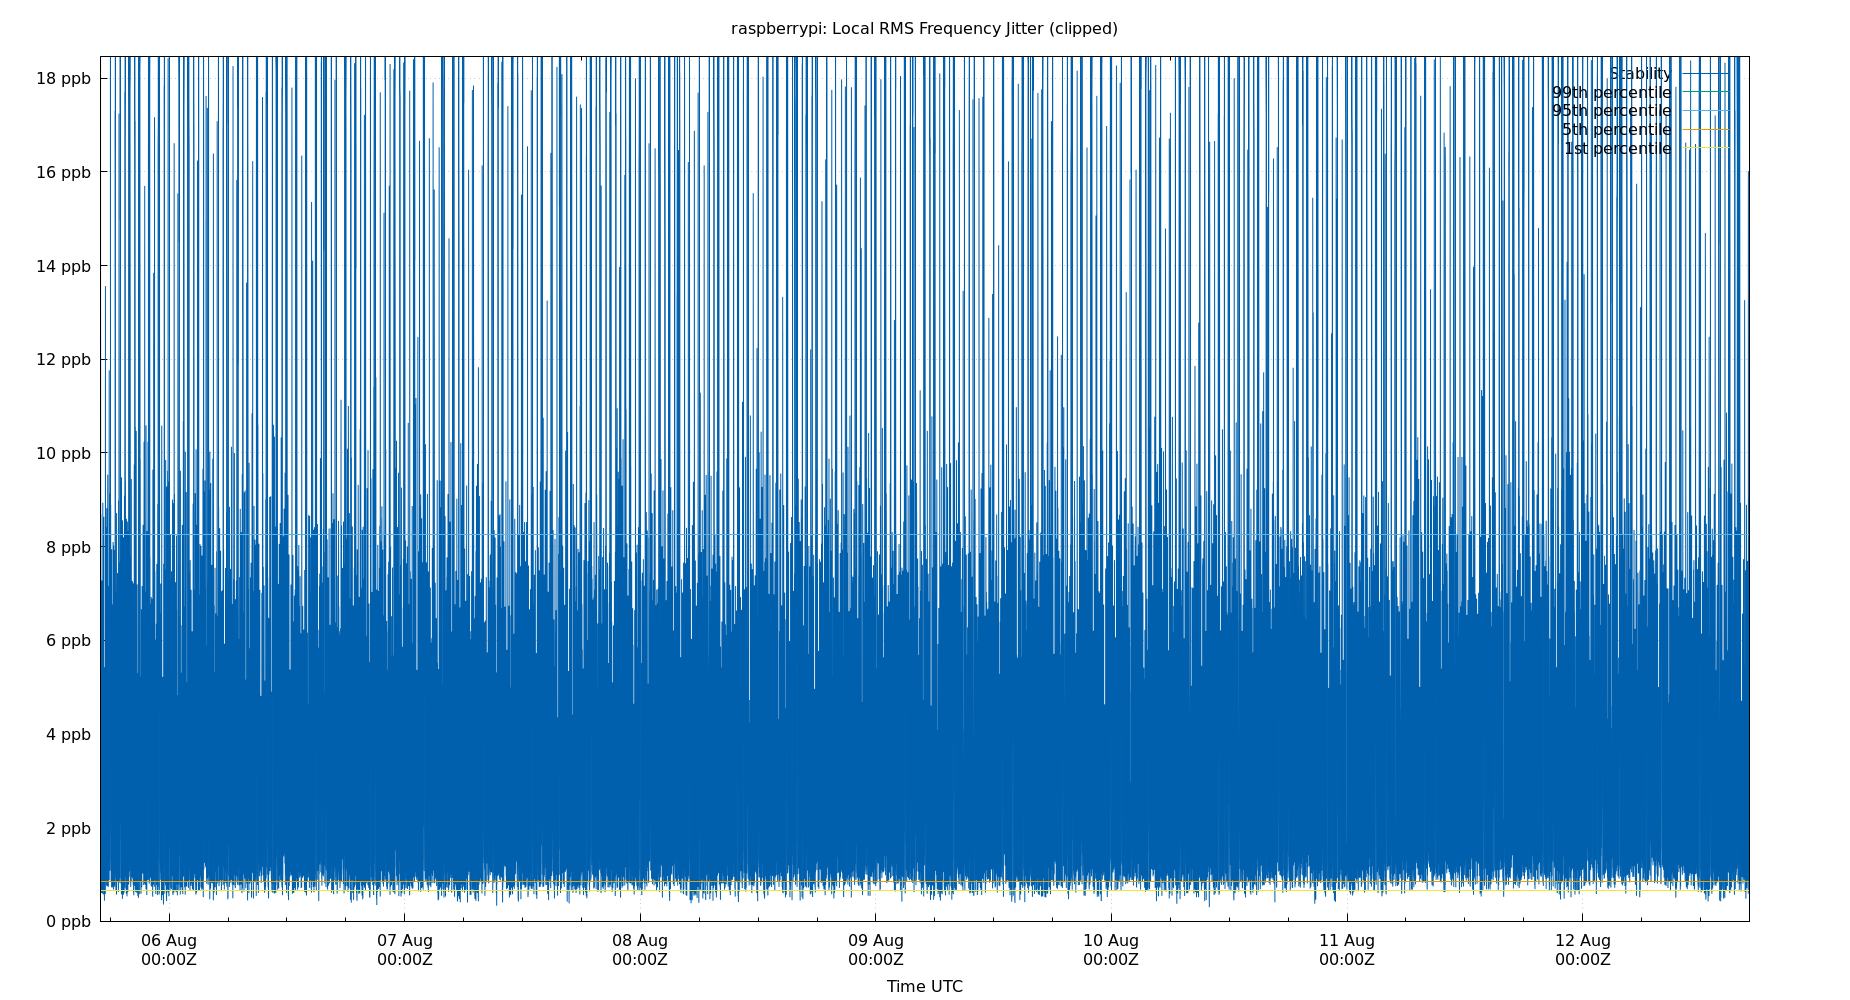 raspberrypi: Local RMS Frequency Jitter (clipped)
18 ppb
16 ppb
14 ppb
12 ppb
10 ppb
8 ppb
6 ppb
4 ppb
2 ppb
0 ppb
Stability
99th percentile
95th percentile
5th percentile
1st percentile
06 Aug
00:00Z
07 Aug
00:00Z
08 Aug
00:00Z
09 Aug
00:00Z
10 Aug
00:00Z
11 Aug
00:00Z
12 Aug
00:00Z
Time UTC